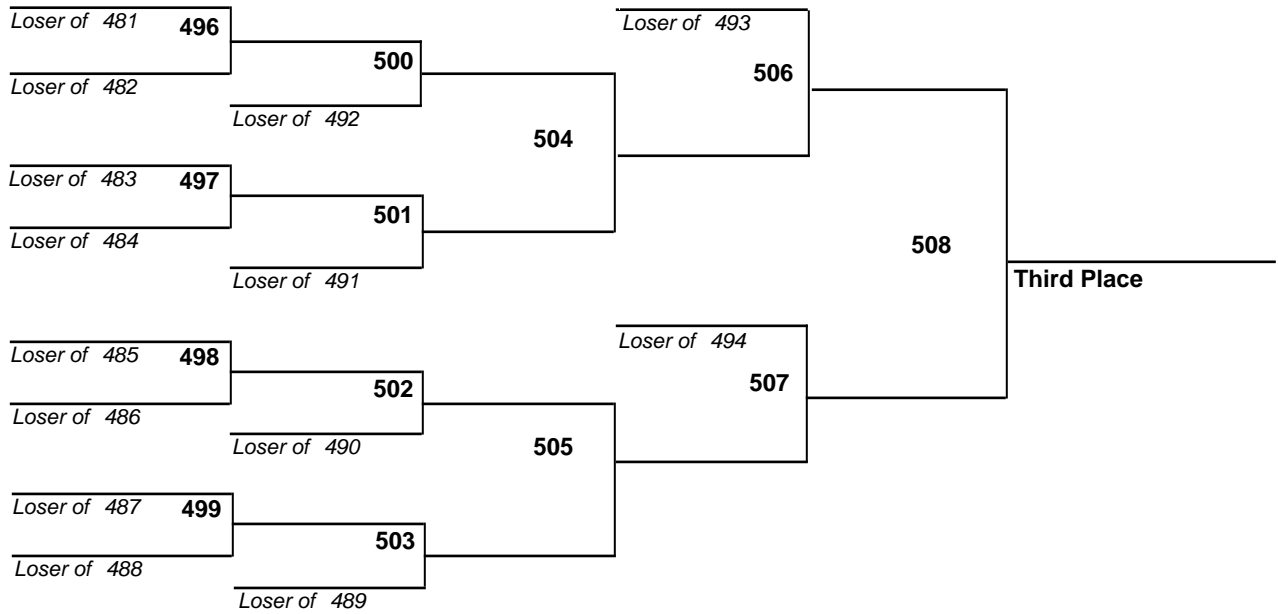 Loser of 481
496
Loser of 482
500
Loser of 492
504
Loser of 493
506
Loser of 483
497
Loser of 484
501
Loser of 491
508
Third Place
Loser of 485
498
Loser of 486
502
Loser of 490
505
Loser of 494
507
Loser of 487
499
Loser of 488
503
Loser of 489